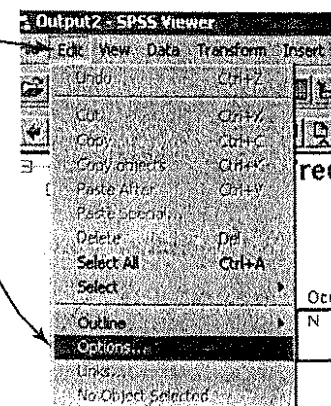 Output2 - SPSS Viewer
Edit View Data Transform Insert
Undo Ctrl+Z
Cut Ctrl+X
Copy Ctrl+C
Copy objects Ctrl+K
Paste After Ctrl+V
Paste Special...
Delete Del
Select All Ctrl+A
Select
Outline
Options...
Links...
No Object Selected
N